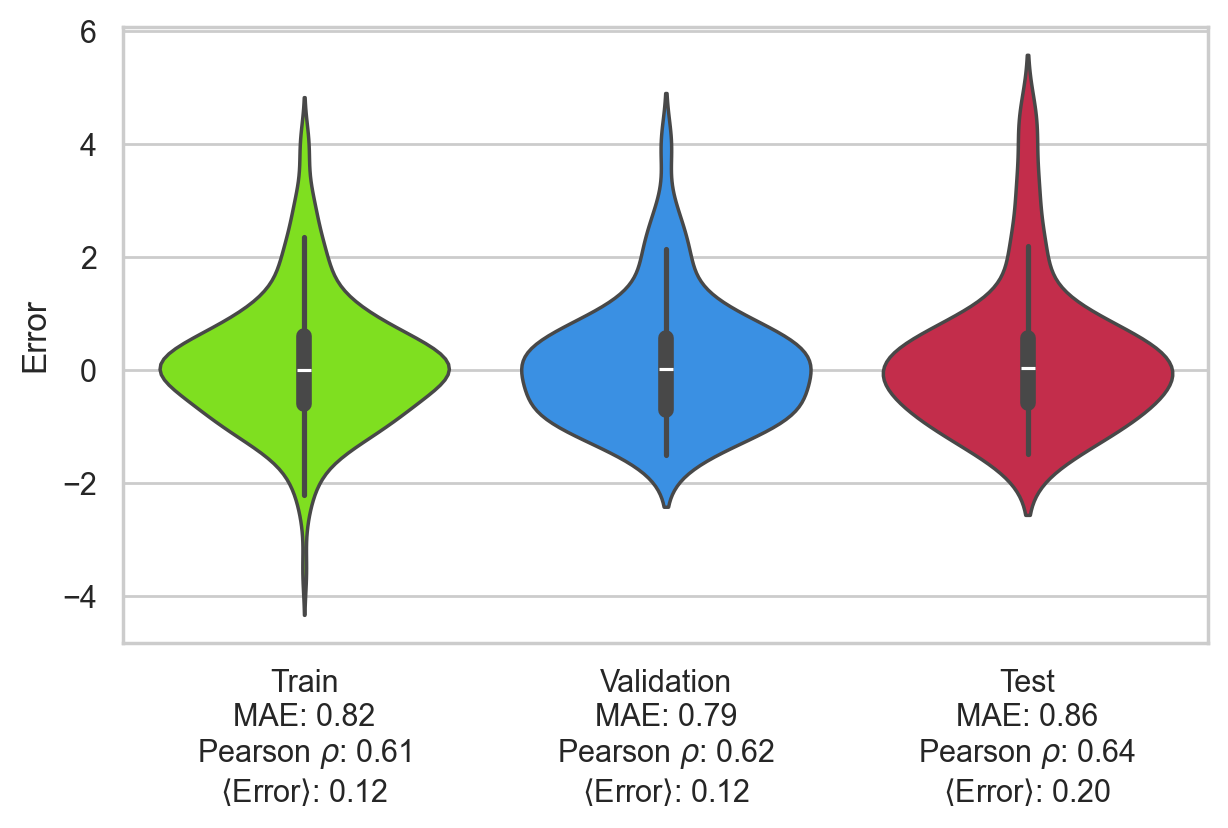 6
4
2
0
−2
−4
Error
Train
MAE: 0.82
Pearson ρ: 0.61
⟨Error⟩: 0.12
Validation
MAE: 0.79
Pearson ρ: 0.62
⟨Error⟩: 0.12
Test
MAE: 0.86
Pearson ρ: 0.64
⟨Error⟩: 0.20